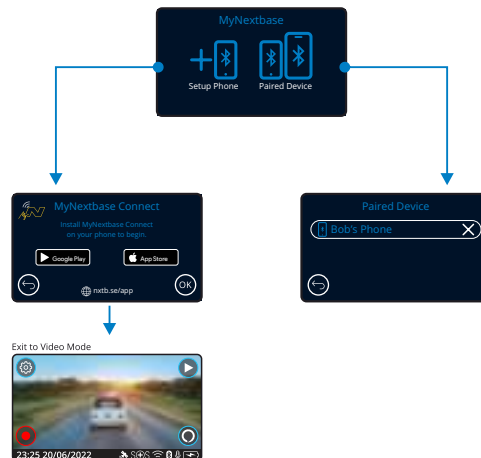 MyNextbase
Setup Phone
Paired Device
MyNextbase Connect
Install MyNextbase Connect
on your phone to begin.
Google Play
App Store
OK
nxtb.se/app
Paired Device
Bob's Phone
Exit to Video Mode
23:25 20/06/2022
SOS